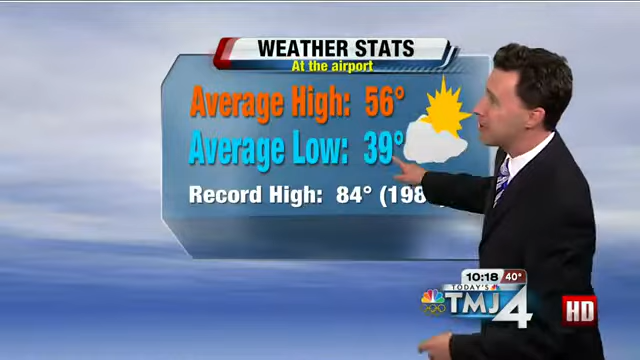 WEATHER STATS
At the airport
Average High: 56°
Average Low: 39°
Record High: 84°
10:18 40°
TODAY'S
TMJ4
HD